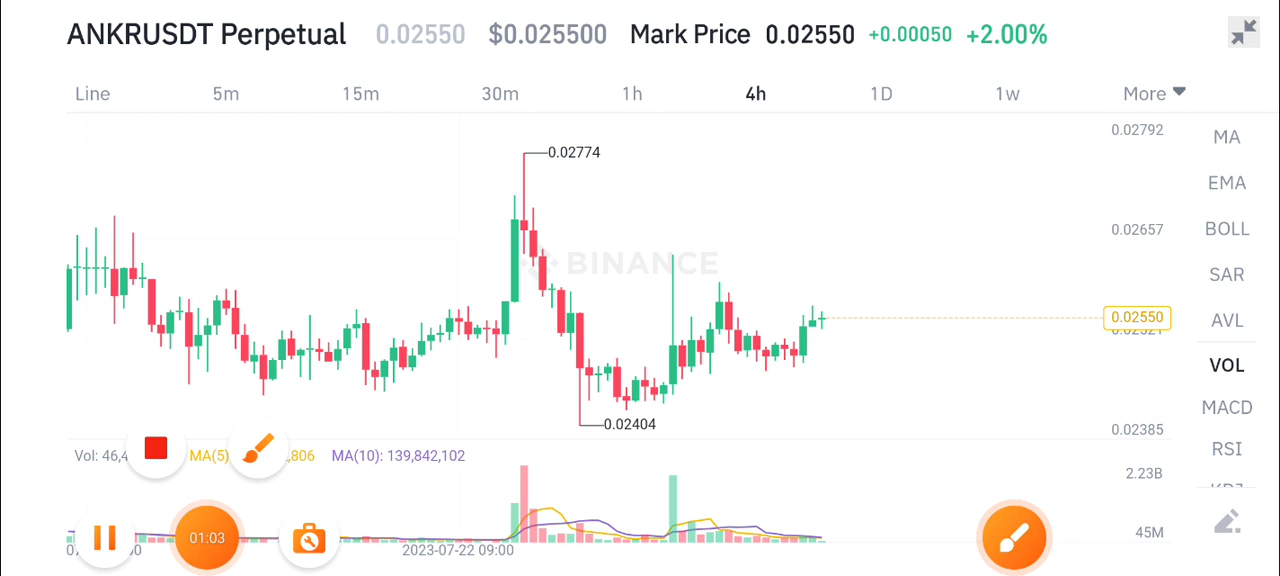 ANKRUSDT Perpetual 0.02550 $0.025500 Mark Price 0.02550 +0.00050 +2.00%
Line 5m 15m 30m 1h 4h 1D 1w More
0.02792
0.02774
MA
EMA
0.02657
BOLL
BINANCE
SAR
0.02550
AVL
VOL
MACD
0.02404
0.02385
RSI
Vol: 46,4 MA(5) ,806 MA(10): 139,842,102
2.23B
01:03
45M
2023-07-22 09:00